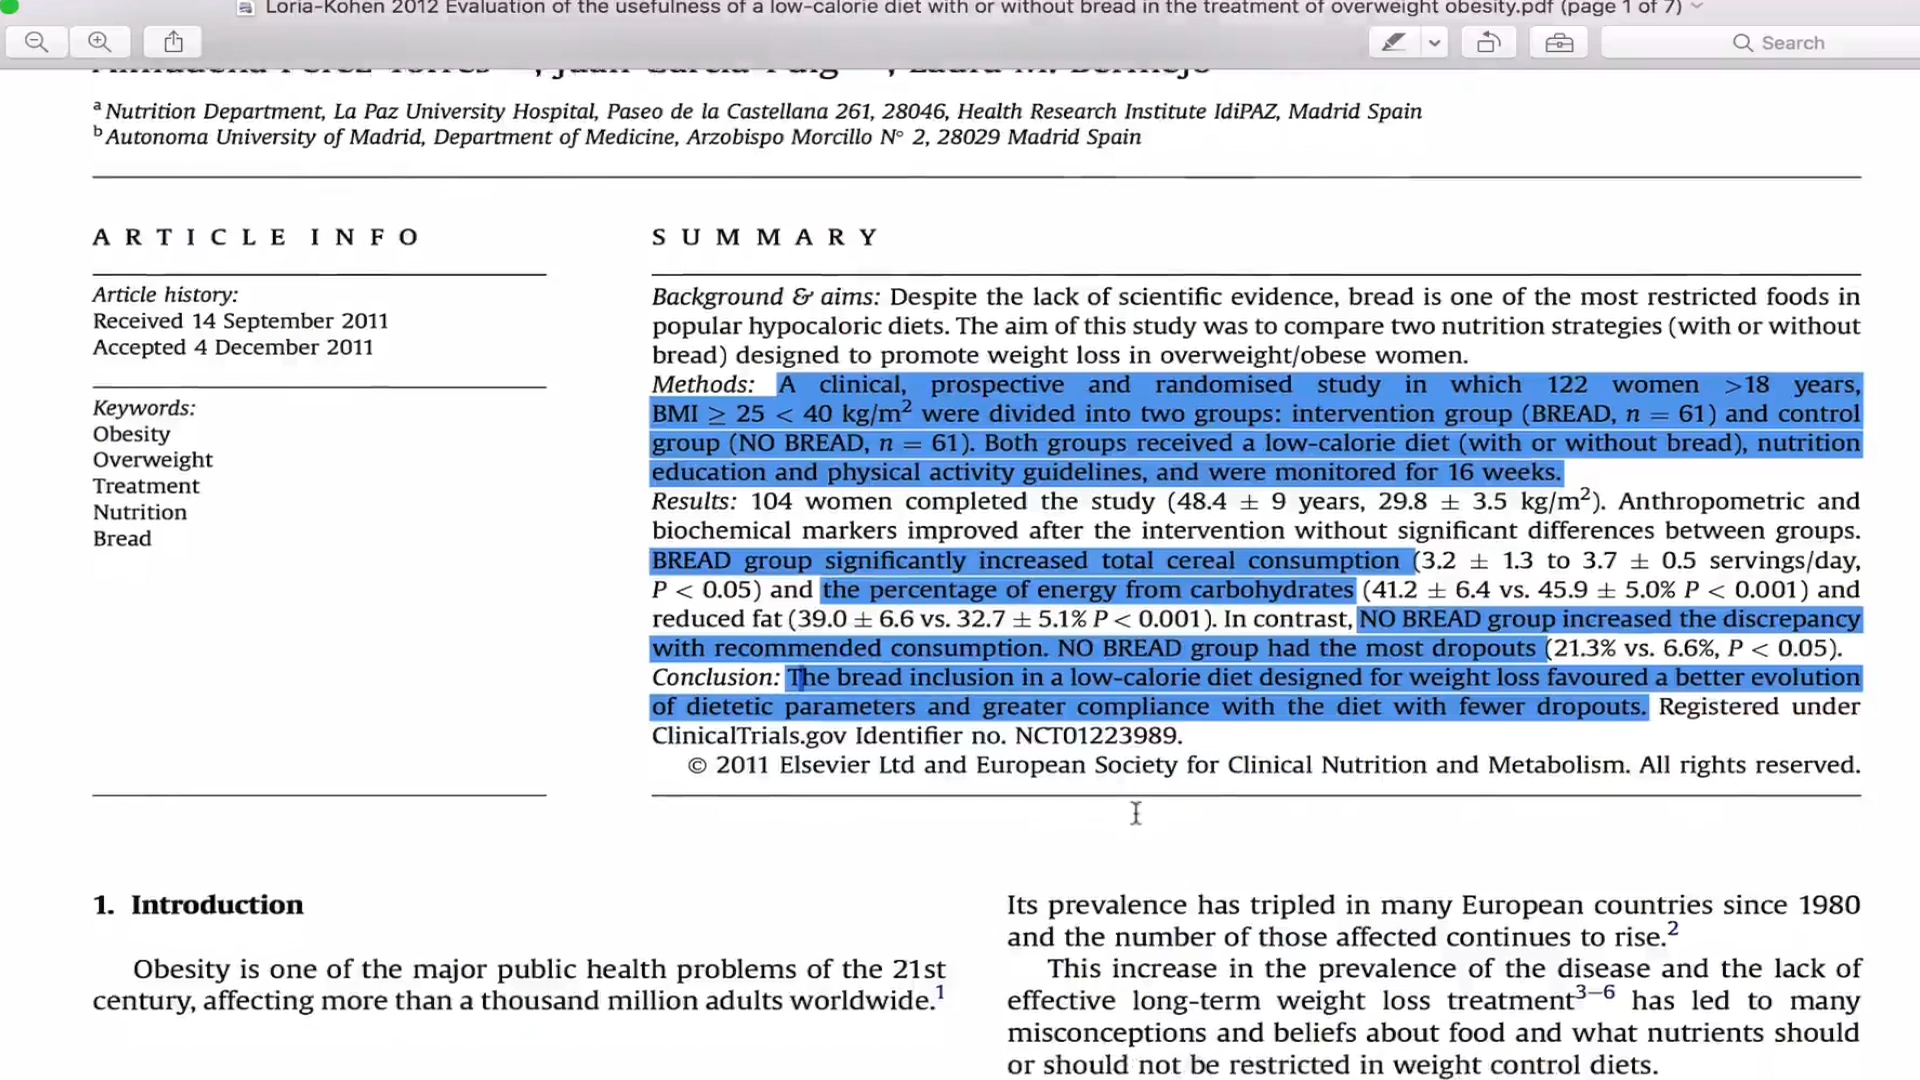 Loria-Kohen 2012 Evaluation of the usefulness of a low-calorie diet with or without bread in the treatment of overweight obesity.pdf (page 1 of 7)
Search
a Nutrition Department, La Paz University Hospital, Paseo de la Castellana 261, 28046, Health Research Institute IdiPAZ, Madrid Spain
b Autonoma University of Madrid, Department of Medicine, Arzobispo Morcillo N° 2, 28029 Madrid Spain
ARTICLE INFO
Article history:
Received 14 September 2011
Accepted 4 December 2011
Keywords:
Obesity
Overweight
Treatment
Nutrition
Bread
SUMMARY
Background & aims: Despite the lack of scientific evidence, bread is one of the most restricted foods in
popular hypocaloric diets. The aim of this study was to compare two nutrition strategies (with or without
bread) designed to promote weight loss in overweight/obese women.
Methods: A clinical, prospective and randomised study in which 122 women >18 years,
BMI ≥ 25 < 40 kg/m² were divided into two groups: intervention group (BREAD, n = 61) and control
group (NO BREAD, n = 61). Both groups received a low-calorie diet (with or without bread), nutrition
education and physical activity guidelines, and were monitored for 16 weeks.
Results: 104 women completed the study (48.4 ± 9 years, 29.8 ± 3.5 kg/m²). Anthropometric and
biochemical markers improved after the intervention without significant differences between groups.
BREAD group significantly increased total cereal consumption (3.2 ± 1.3 to 3.7 ± 0.5 servings/day,
P < 0.05) and the percentage of energy from carbohydrates (41.2 ± 6.4 vs. 45.9 ± 5.0% P < 0.001) and
reduced fat (39.0 ± 6.6 vs. 32.7 ± 5.1% P < 0.001). In contrast, NO BREAD group increased the discrepancy
with recommended consumption. NO BREAD group had the most dropouts (21.3% vs. 6.6%, P < 0.05).
Conclusion: The bread inclusion in a low-calorie diet designed for weight loss favoured a better evolution
of dietetic parameters and greater compliance with the diet with fewer dropouts. Registered under
ClinicalTrials.gov Identifier no. NCT01223989.
© 2011 Elsevier Ltd and European Society for Clinical Nutrition and Metabolism. All rights reserved.
1. Introduction
Obesity is one of the major public health problems of the 21st
century, affecting more than a thousand million adults worldwide.1
Its prevalence has tripled in many European countries since 1980
and the number of those affected continues to rise.2
This increase in the prevalence of the disease and the lack of
effective long-term weight loss treatment3–6 has led to many
misconceptions and beliefs about food and what nutrients should
or should not be restricted in weight control diets.